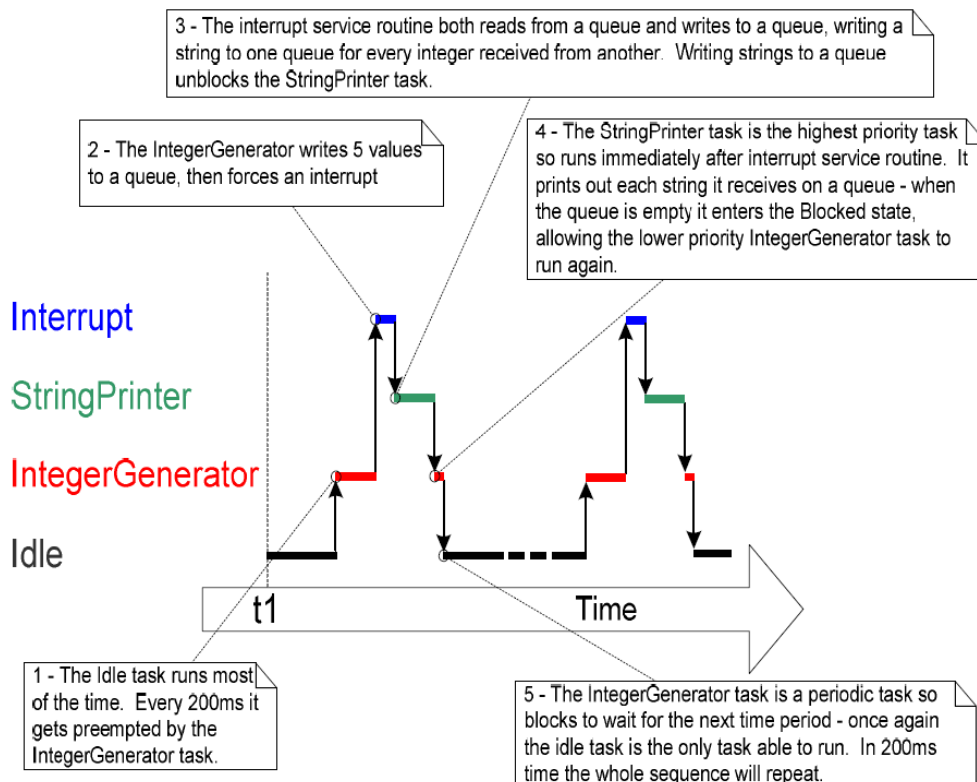 3 - The interrupt service routine both reads from a queue and writes to a queue, writing a
string to one queue for every integer received from another.  Writing strings to a queue
unblocks the StringPrinter task.
2 - The IntegerGenerator writes 5 values
to a queue, then forces an interrupt
4 - The StringPrinter task is the highest priority task
so runs immediately after interrupt service routine.  It
prints out each string it receives on a queue - when
the queue is empty it enters the Blocked state,
allowing the lower priority IntegerGenerator task to
run again.
Interrupt
StringPrinter
IntegerGenerator
Idle
t1
Time
1 - The Idle task runs most
of the time.  Every 200ms it
gets preempted by the
IntegerGenerator task.
5 - The IntegerGenerator task is a periodic task so
blocks to wait for the next time period - once again
the idle task is the only task able to run.  In 200ms
time the whole sequence will repeat.